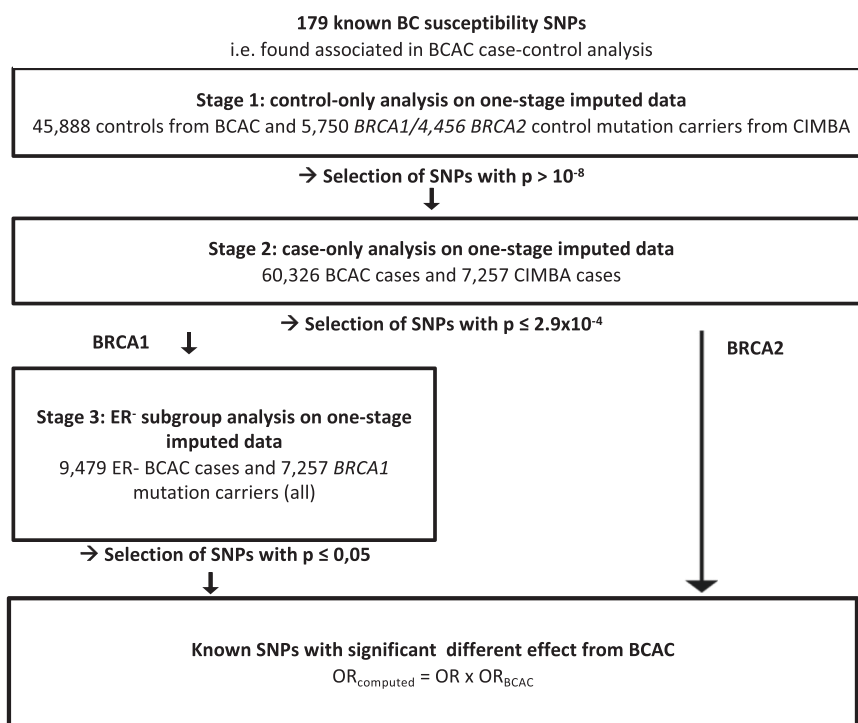 179 known BC susceptibility SNPs
i.e. found associated in BCAC case-control analysis
Stage 1: control-only analysis on one-stage imputed data
45,888 controls from BCAC and 5,750 BRCA1/4,456 BRCA2 control mutation carriers from CIMBA
→ Selection of SNPs with p > 10⁻⁸
Stage 2: case-only analysis on one-stage imputed data
60,326 BCAC cases and 7,257 CIMBA cases
→ Selection of SNPs with p ≤ 2.9x10⁻⁴
BRCA1
BRCA2
Stage 3: ER⁻ subgroup analysis on one-stage
imputed data
9,479 ER- BCAC cases and 7,257 BRCA1
mutation carriers (all)
→ Selection of SNPs with p ≤ 0,05
Known SNPs with significant different effect from BCAC
OR_computed = OR x OR_BCAC